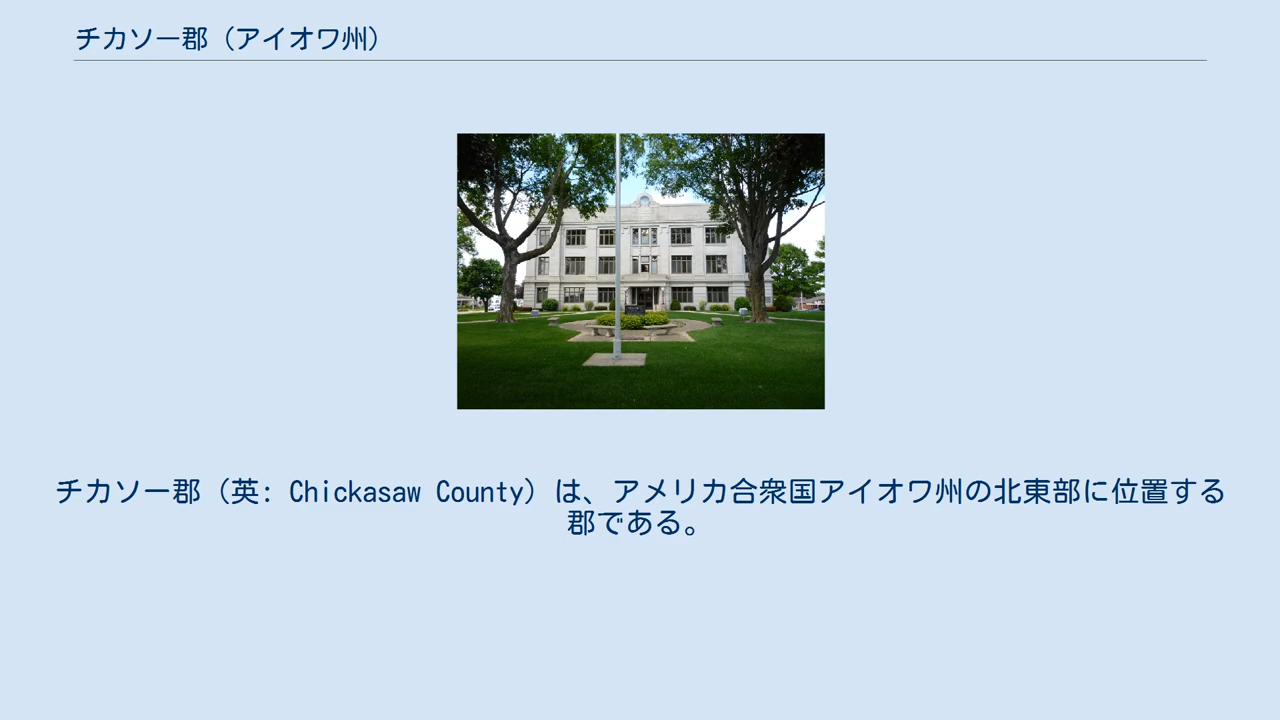 チカソー郡（アイオワ州）
チカソー郡（英: Chickasaw County）は、アメリカ合衆国アイオワ州の北東部に位置する
郡である。